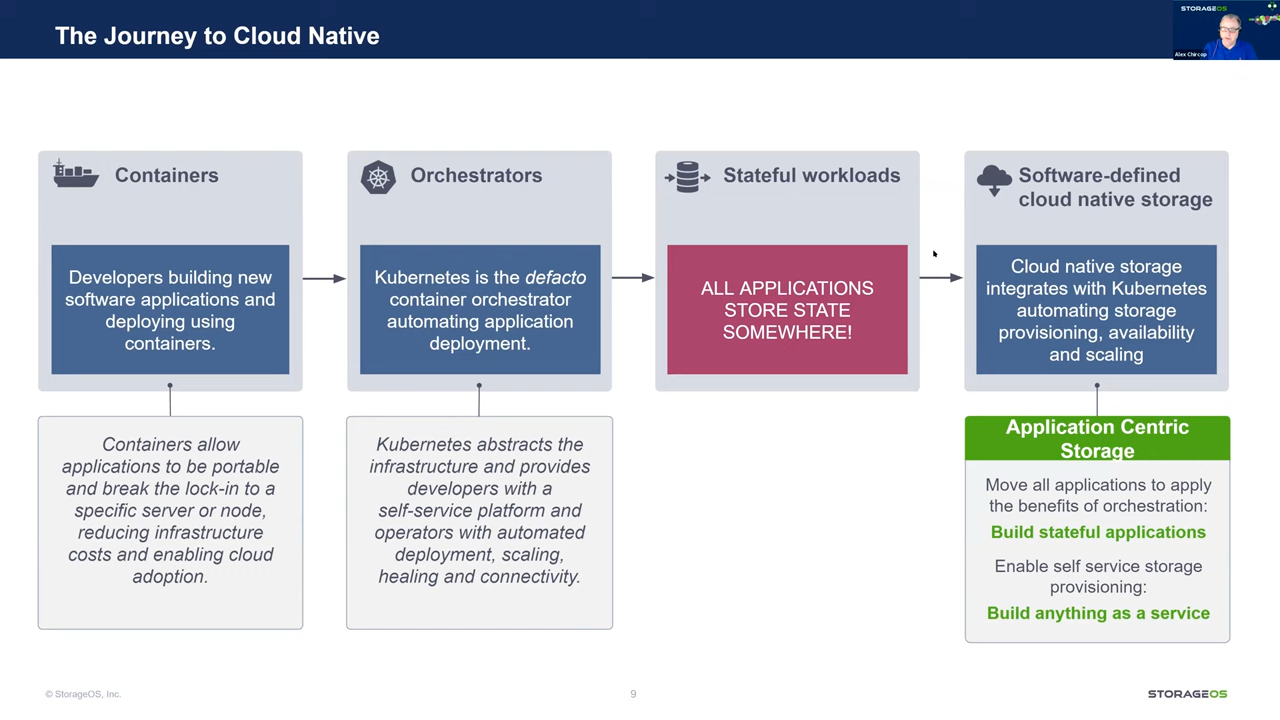 The Journey to Cloud Native
STORAGEOS
Alex Chircop
Containers
Developers building new
software applications and
deploying using
containers.
Containers allow
applications to be portable
and break the lock-in to a
specific server or node,
reducing infrastructure
costs and enabling cloud
adoption.
Orchestrators
Kubernetes is the defacto
container orchestrator
automating application
deployment.
Kubernetes abstracts the
infrastructure and provides
developers with a
self-service platform and
operators with automated
deployment, scaling,
healing and connectivity.
Stateful workloads
ALL APPLICATIONS
STORE STATE
SOMEWHERE!
Software-defined
cloud native storage
Cloud native storage
integrates with Kubernetes
automating storage
provisioning, availability
and scaling
Application Centric
Storage
Move all applications to apply
the benefits of orchestration:
Build stateful applications
Enable self service storage
provisioning:
Build anything as a service
© StorageOS, Inc.
9
STORAGEOS